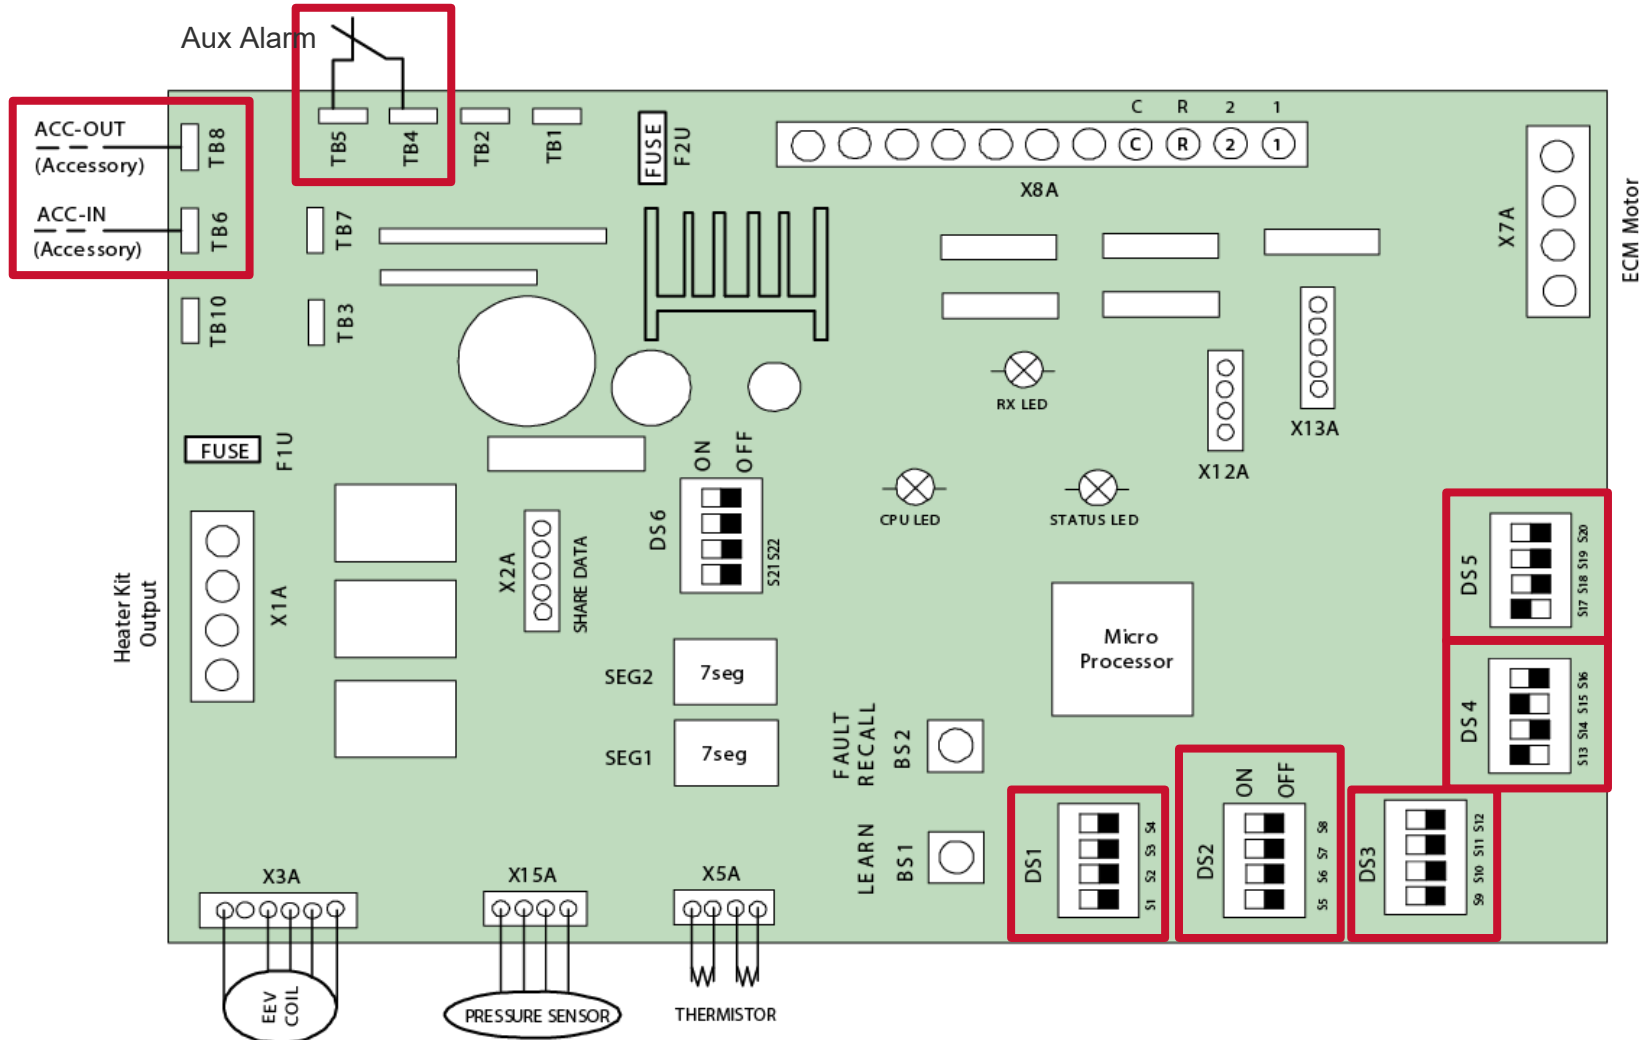 Aux Alarm
ACC-OUT
(Accessory)
ACC-IN
(Accessory)
TB8
TB6
TB10
TB5
TB4
TB2
TB1
TB7
TB3
FUSE
F2U
C R 2 1
C R 2 1
X8A
X7A
ECM Motor
RX LED
X13A
X12A
FUSE
F1U
ON
OFF
DS6
S21 S22
CPU LED
STATUS LED
X2A
SHARE DATA
Heater Kit
Output
X1A
Micro
Processor
SEG2
7seg
SEG1
7seg
FAULT
RECALL
BS2
LEARN
BS1
DS5
S20
S19
S18
S17
DS4
S16
S15
S14
S13
DS1
S4
S3
S2
S1
ON
OFF
DS2
S8
S7
S6
S5
DS3
S12
S11
S10
S9
X3A
X15A
X5A
EEV
COIL
PRESSURE SENSOR
THERMISTOR